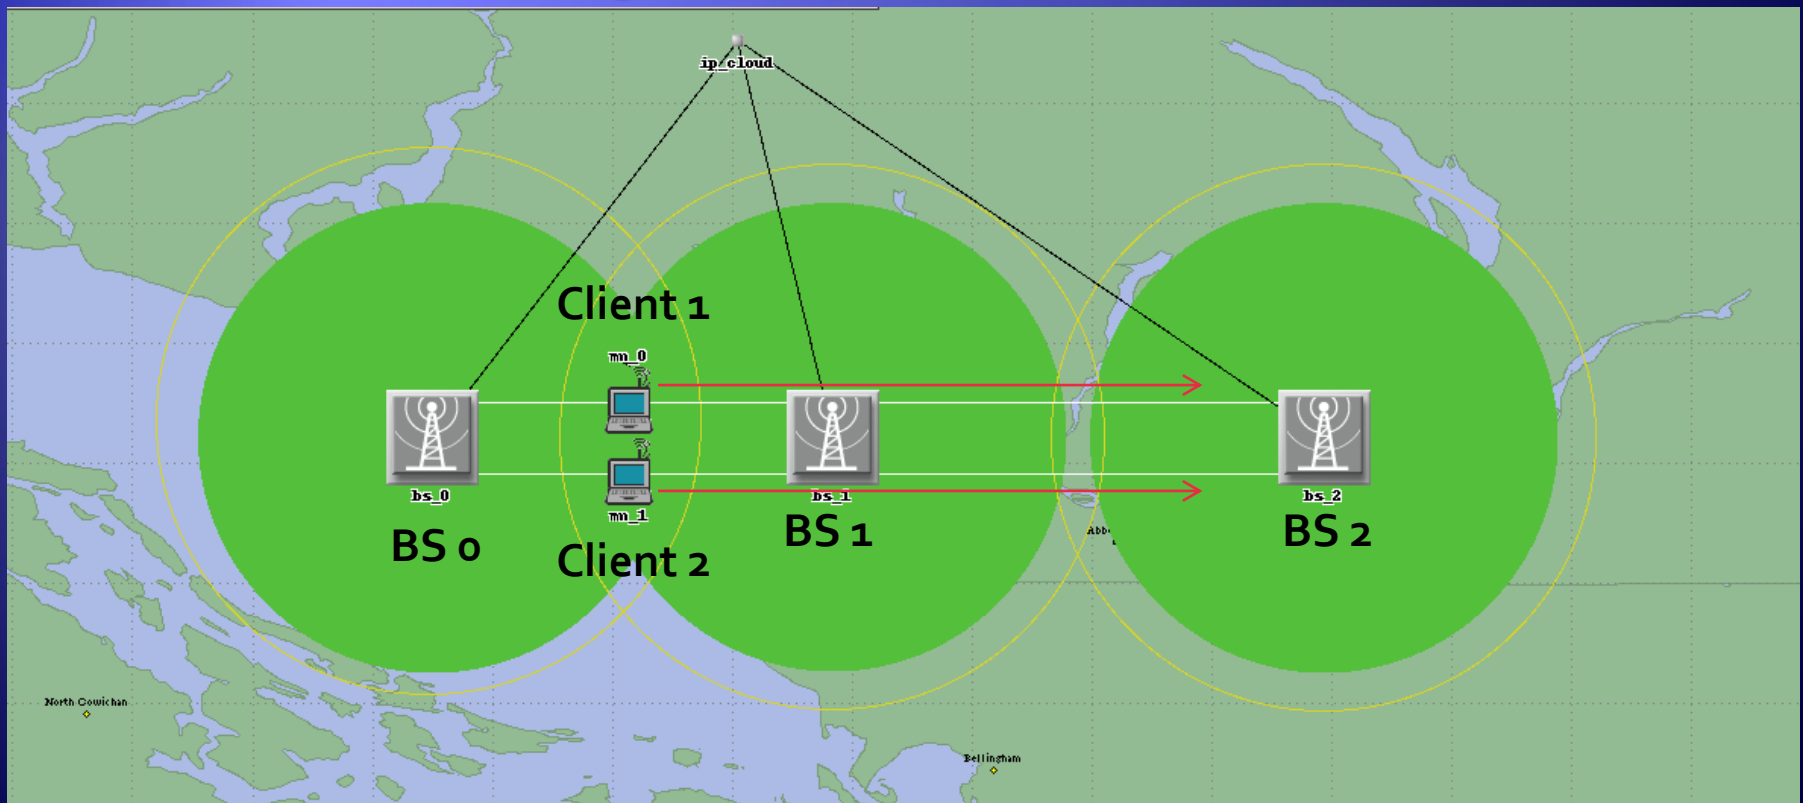 ip_cloud
Client 1
mn_0
bs_0
bs_1
bs_2
mn_1
BS 0
BS 1
BS 2
Client 2
North Cowichan
Bellingham